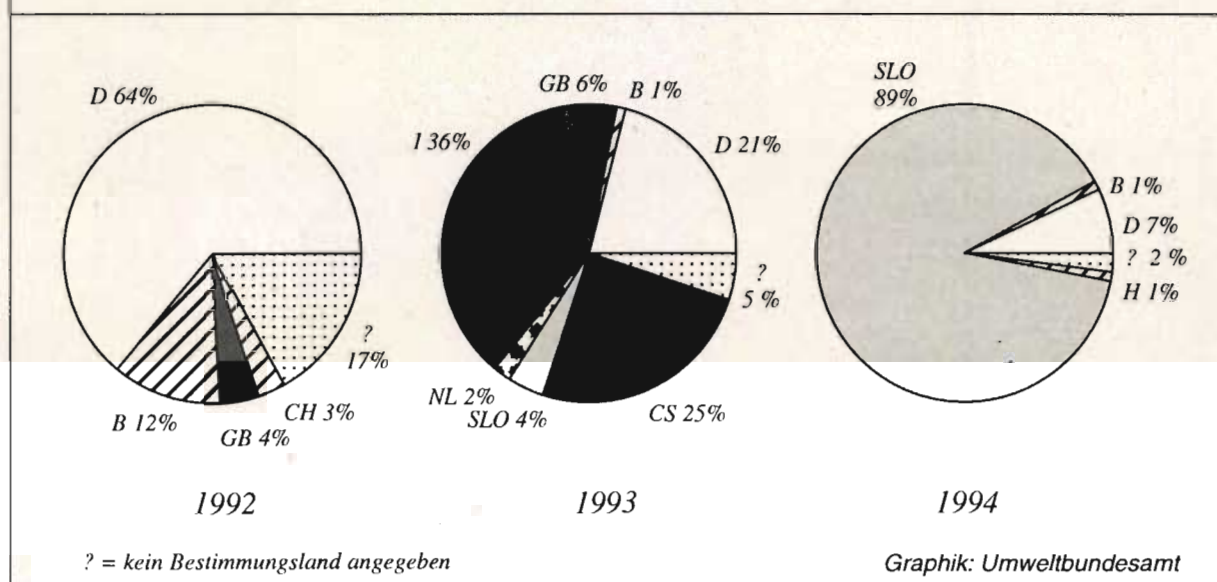 D 64%
?
17%
B 12%
GB 4%
CH 3%
1992
GB 6%
B 1%
I 36%
D 21%
?
5 %
NL 2%
SLO 4%
CS 25%
1993
SLO
89%
B 1%
D 7%
? 2 %
H 1%
1994
? = kein Bestimmungsland angegeben
Graphik: Umweltbundesamt